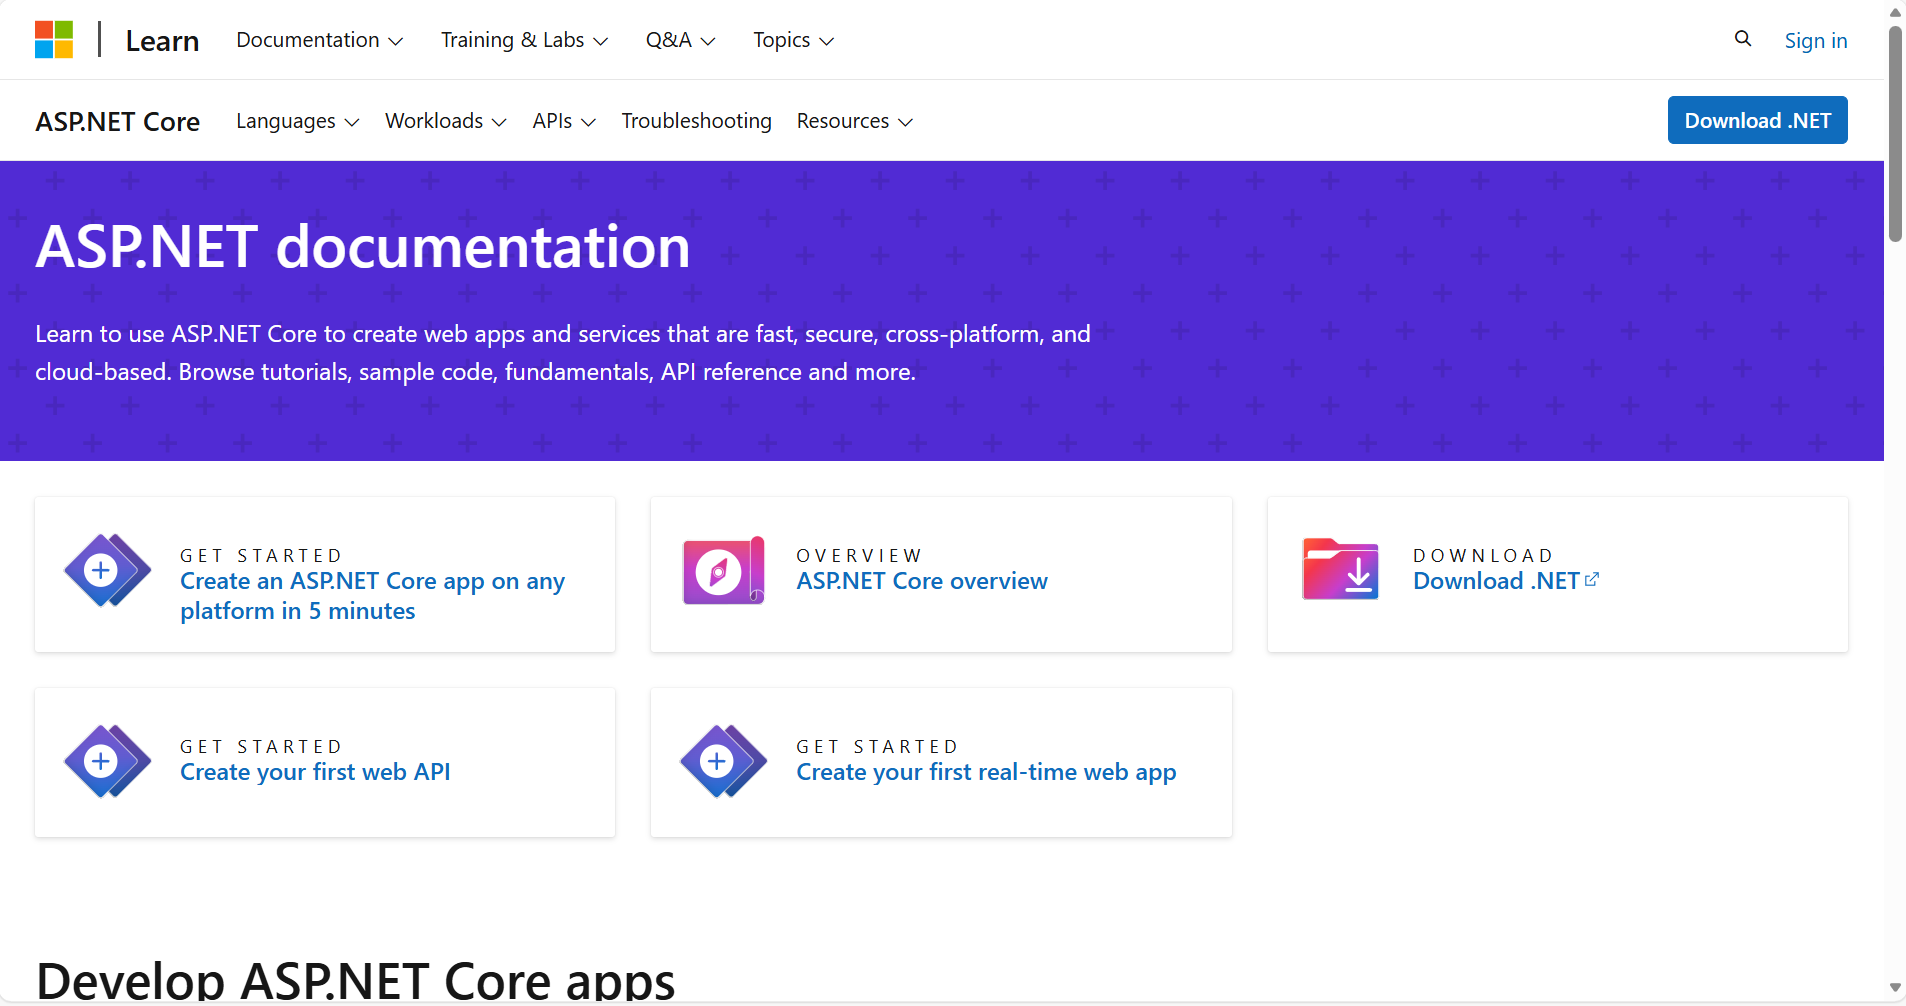 Learn
Documentation
Training & Labs
Q&A
Topics
Sign in
ASP.NET Core
Languages
Workloads
APIs
Troubleshooting
Resources
Download .NET
ASP.NET documentation
Learn to use ASP.NET Core to create web apps and services that are fast, secure, cross-platform, and
cloud-based. Browse tutorials, sample code, fundamentals, API reference and more.
GET STARTED
Create an ASP.NET Core app on any
platform in 5 minutes
OVERVIEW
ASP.NET Core overview
DOWNLOAD
Download .NET
GET STARTED
Create your first web API
GET STARTED
Create your first real-time web app
Develop ASP.NET Core apps